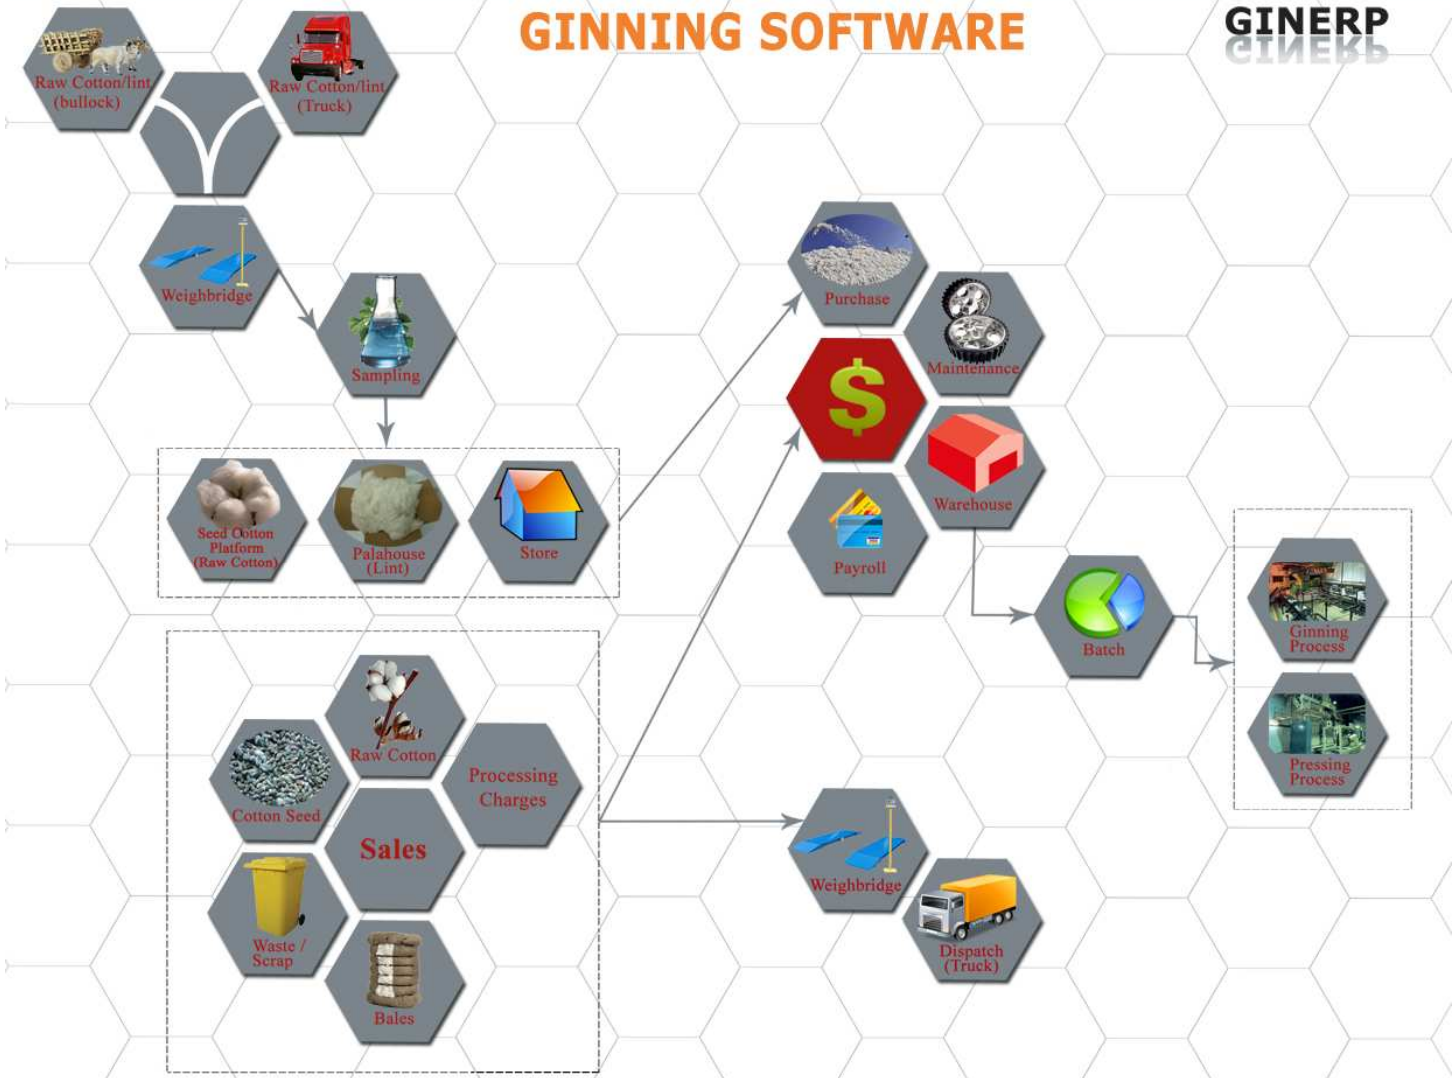 GINNING SOFTWARE
GINERP
Raw Cotton/lint
(bullock)
Raw Cotton/lint
(Truck)
Weighbridge
Sampling
Seed Cotton
Platform
(Raw Cotton)
Palahouse
(Lint)
Store
Purchase
Maintenance
$
Warehouse
Payroll
Batch
Ginning
Process
Pressing
Process
Raw Cotton
Cotton Seed
Processing
Charges
Sales
Waste /
Scrap
Bales
Weighbridge
Dispatch
(Truck)